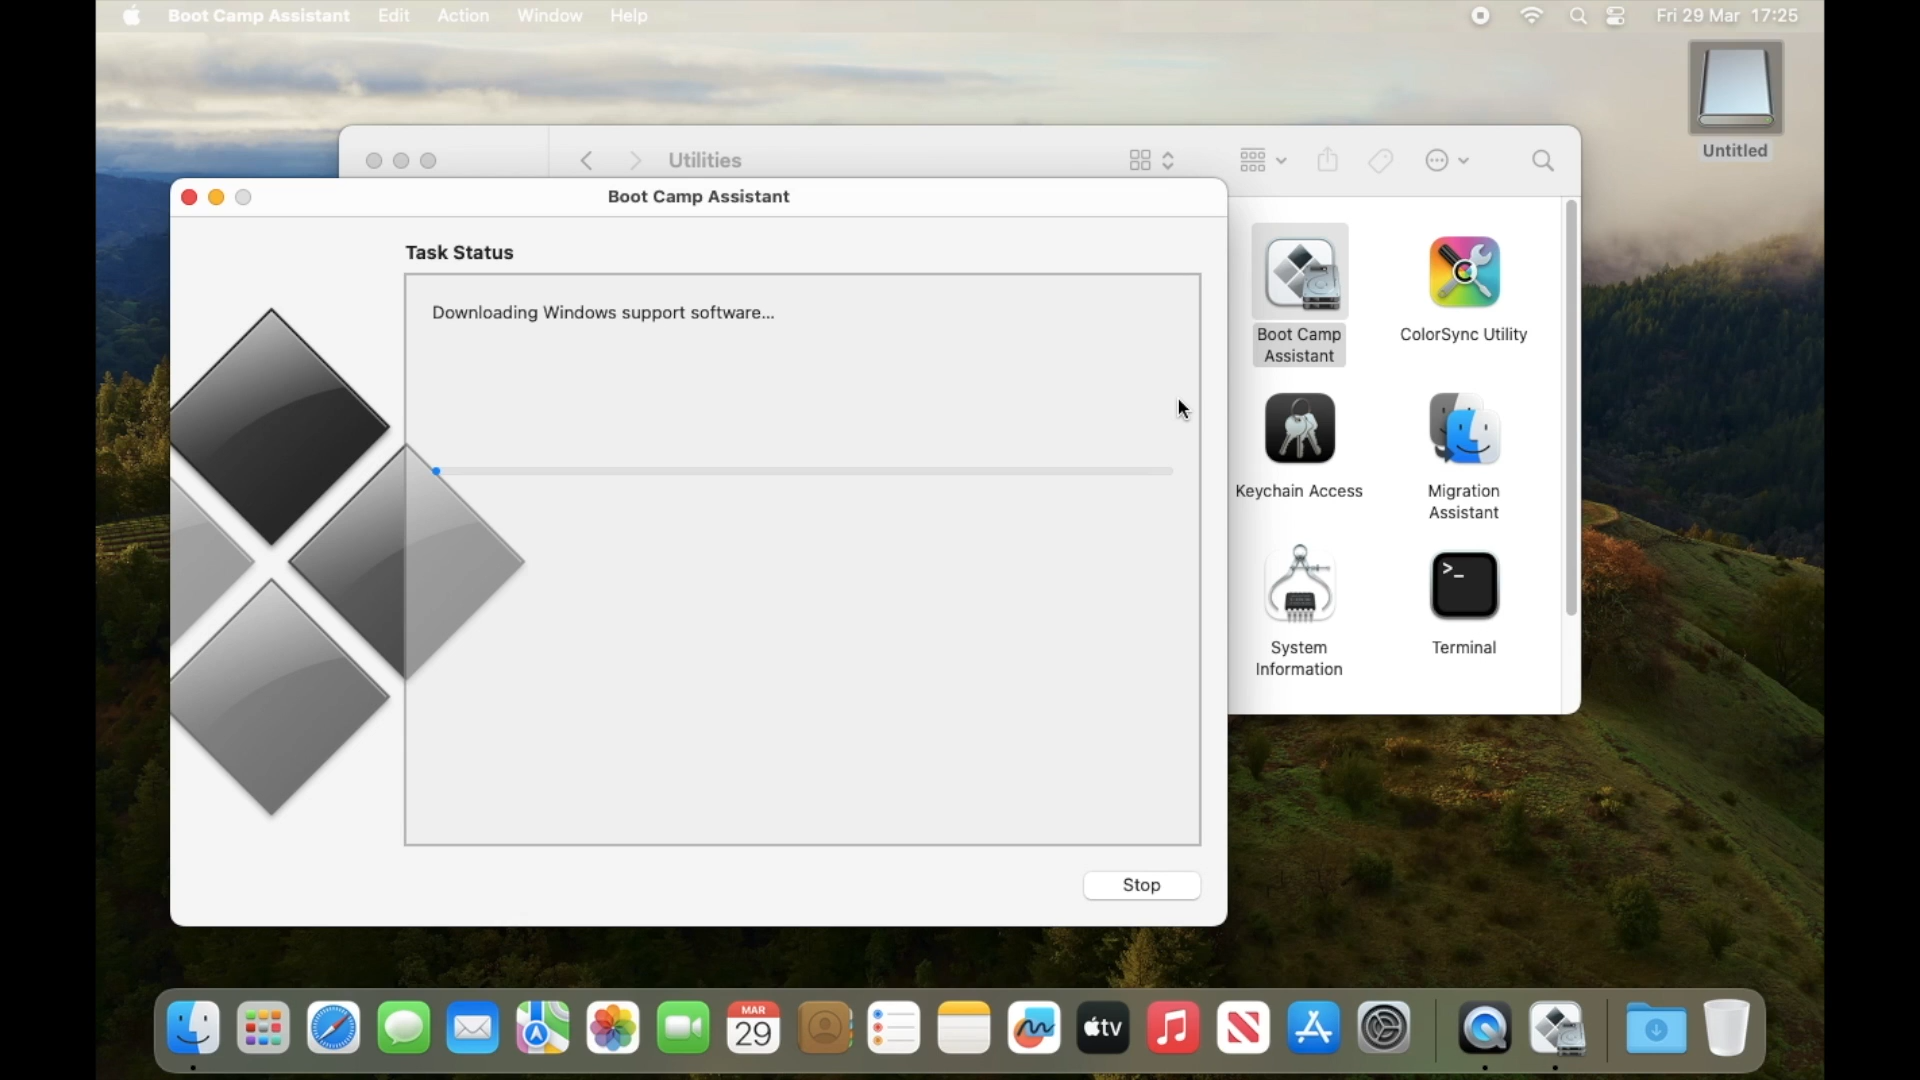 Boot Camp Assistant Edit Action Window Help Fri 29 Mar 17:25
Untitled
Utilities
Boot Camp Assistant
Task Status
Downloading Windows support software...
Boot Camp
Assistant
ColorSync Utility
Keychain Access
Migration
Assistant
>_
System
Information
Terminal
Stop
MAR
29
tv